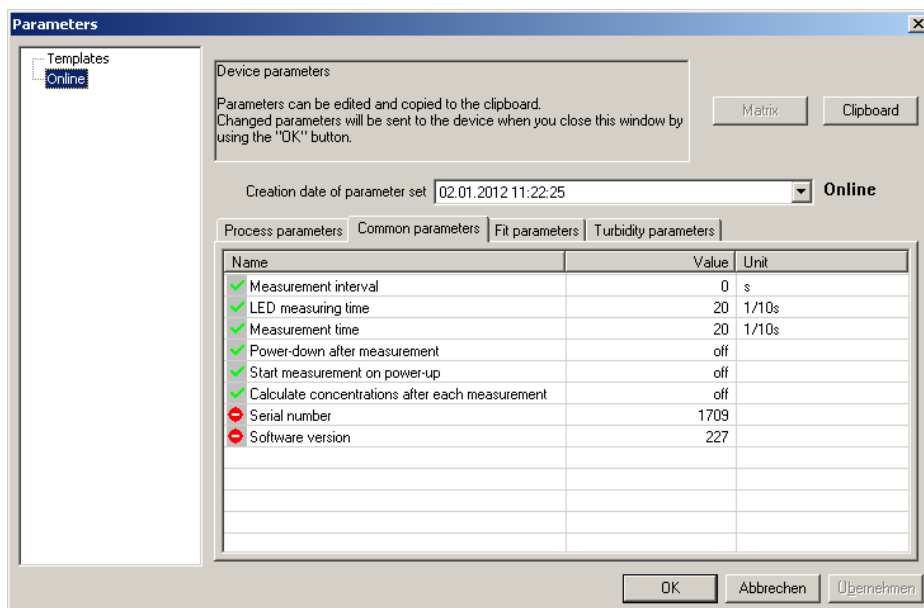 Parameters
Templates
Online
Device parameters
Parameters can be edited and copied to the clipboard.
Changed parameters will be sent to the device when you close this window by
using the "OK" button.
Matrix
Clipboard
Creation date of parameter set 02.01.2012 11:22:25 Online
Process parameters Common parameters Fit parameters Turbidity parameters
Name Value Unit
Measurement interval 0 s
LED measuring time 20 1/10s
Measurement time 20 1/10s
Power-down after measurement off
Start measurement on power-up off
Calculate concentrations after each measurement off
Serial number 1709
Software version 227
OK Abbrechen Übernehmen